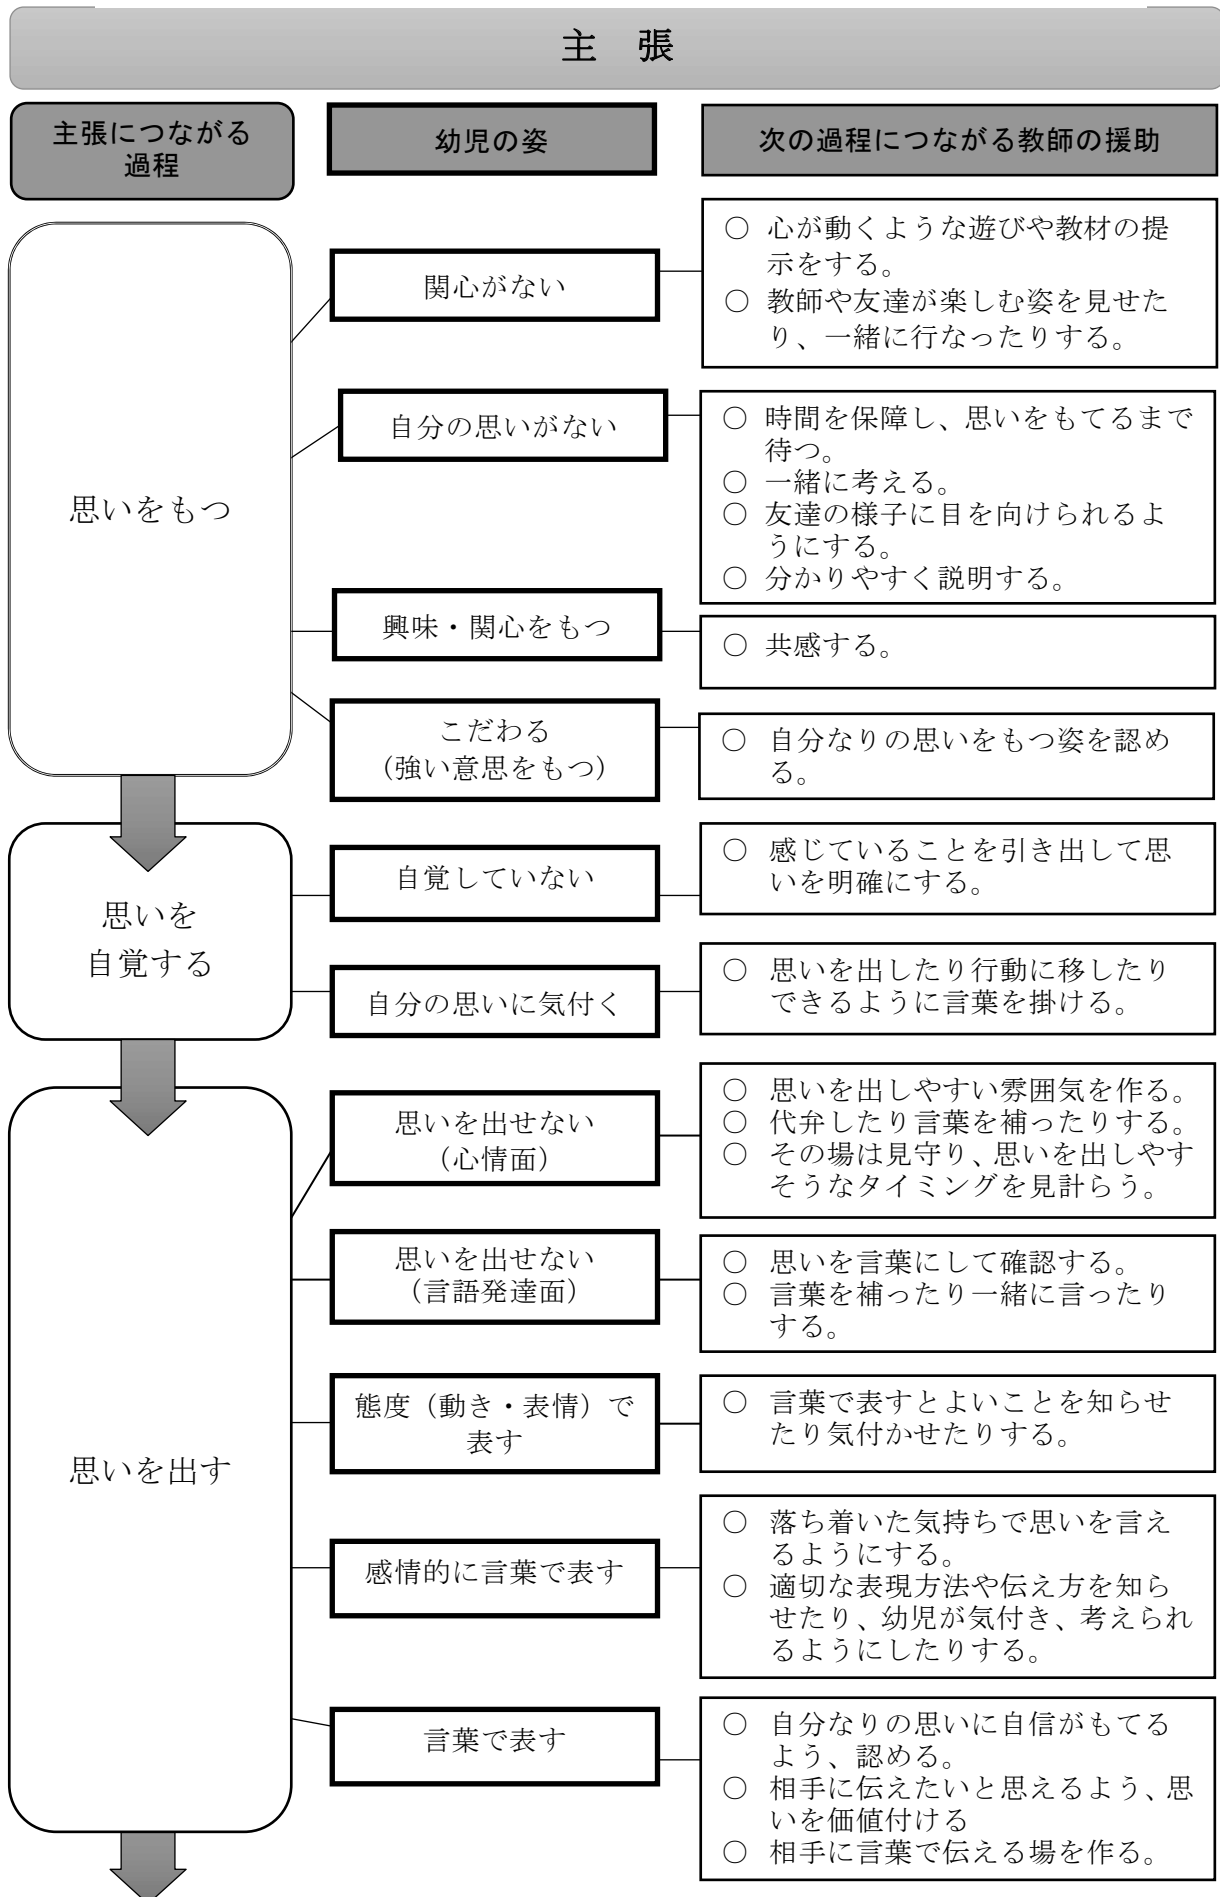 主　張
主張につながる
過程
幼児の姿
次の過程につながる教師の援助
思いをもつ
関心がない
○ 心が動くような遊びや教材の提
示をする。
○ 教師や友達が楽しむ姿を見せた
り、一緒に行なったりする。
自分の思いがない
○ 時間を保障し、思いをもてるまで
待つ。
○ 一緒に考える。
○ 友達の様子に目を向けられるよ
うにする。
○ 分かりやすく説明する。
興味・関心をもつ
○ 共感する。
こだわる
（強い意思をもつ）
○ 自分なりの思いをもつ姿を認め
る。
思いを
自覚する
自覚していない
○ 感じていることを引き出して思
いを明確にする。
自分の思いに気付く
○ 思いを出したり行動に移したり
できるように言葉を掛ける。
思いを出す
思いを出せない
（心情面）
○ 思いを出しやすい雰囲気を作る。
○ 代弁したり言葉を補ったりする。
○ その場は見守り、思いを出しやす
そうなタイミングを見計らう。
思いを出せない
（言語発達面）
○ 思いを言葉にして確認する。
○ 言葉を補ったり一緒に言ったり
する。
態度（動き・表情）で
表す
○ 言葉で表すとよいことを知らせ
たり気付かせたりする。
感情的に言葉で表す
○ 落ち着いた気持ちで思いを言え
るようにする。
○ 適切な表現方法や伝え方を知ら
せたり、幼児が気付き、考えられ
るようにしたりする。
言葉で表す
○ 自分なりの思いに自信がもてる
よう、認める。
○ 相手に伝えたいと思えるよう、思
いを価値付ける
○ 相手に言葉で伝える場を作る。